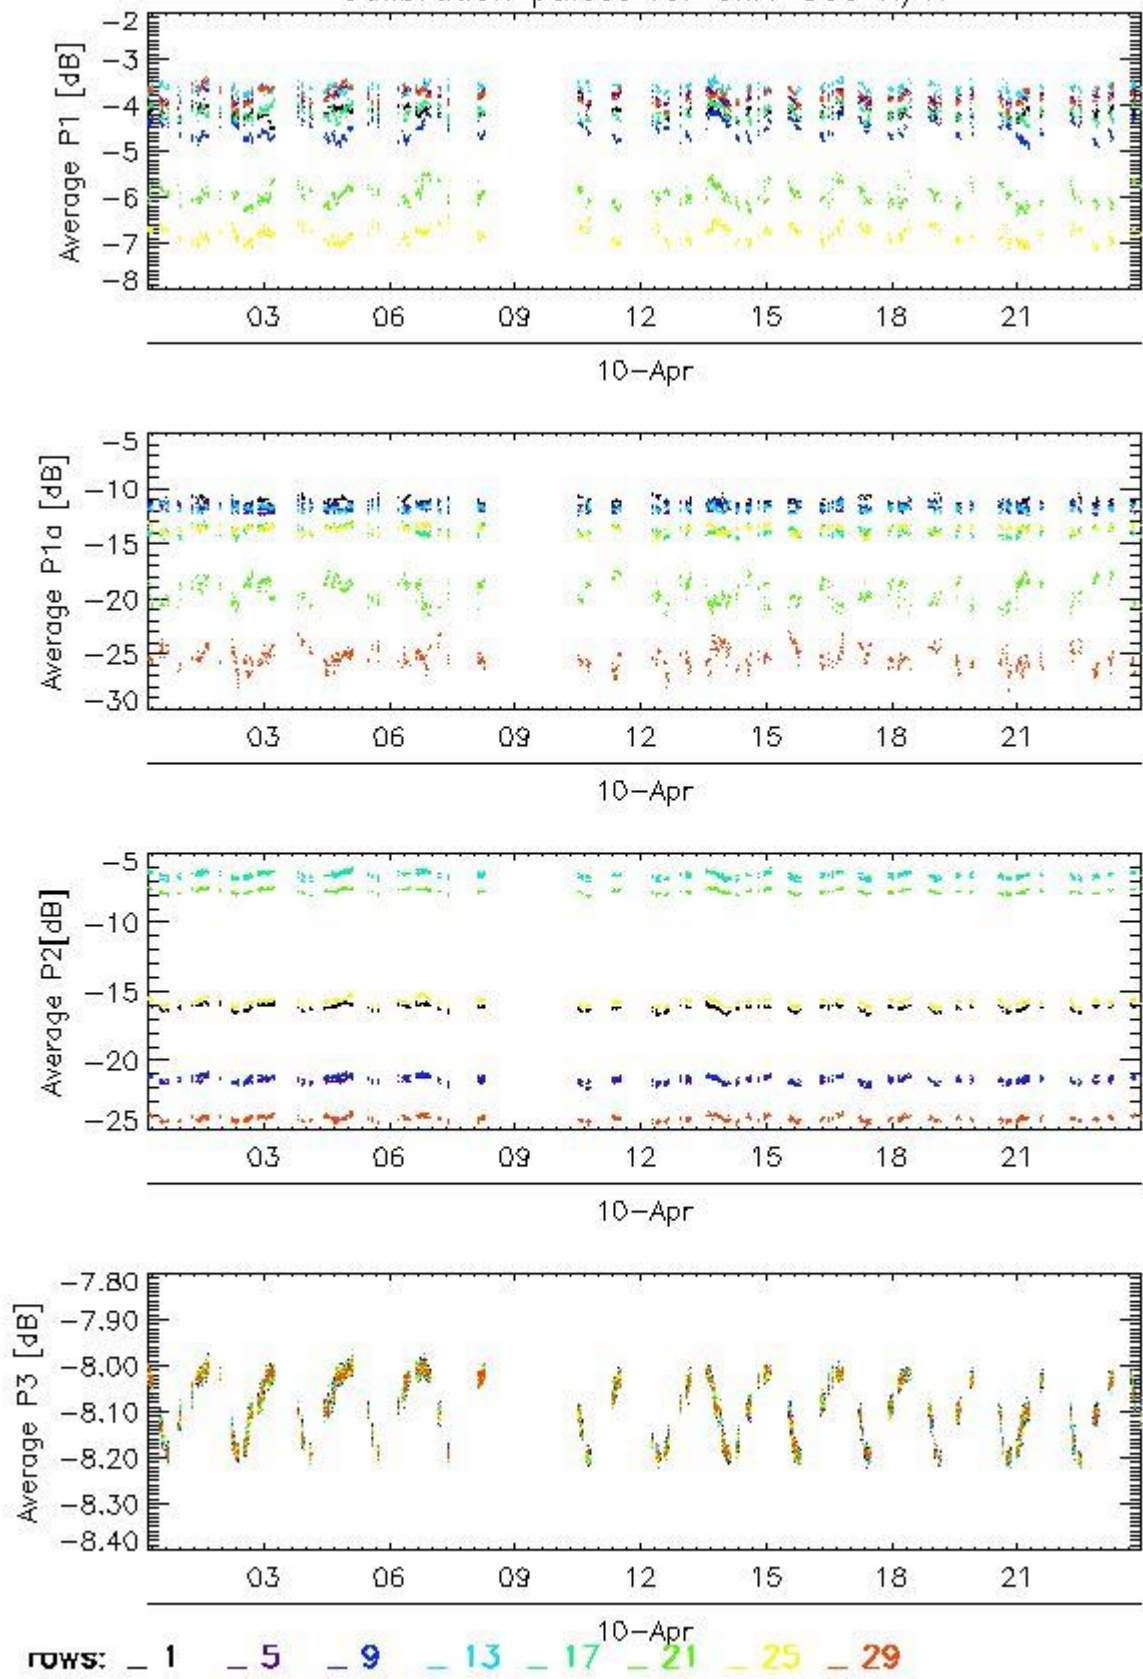 -2
-3
-4
-5
-6
-7
-8
Average P1 [dB]
03 06 09 12 15 18 21
10-Apr
-5
-10
-15
-20
-25
-30
Average P1a [dB]
03 06 09 12 15 18 21
10-Apr
-5
-10
-15
-20
-25
Average P2[dB]
03 06 09 12 15 18 21
10-Apr
-7.80
-7.90
-8.00
-8.10
-8.20
-8.30
-8.40
Average P3 [dB]
03 06 09 12 15 18 21
10-Apr
rows: _ 1 _ 5 _ 9 _ 13 _ 17 _ 21 _ 25 _ 29